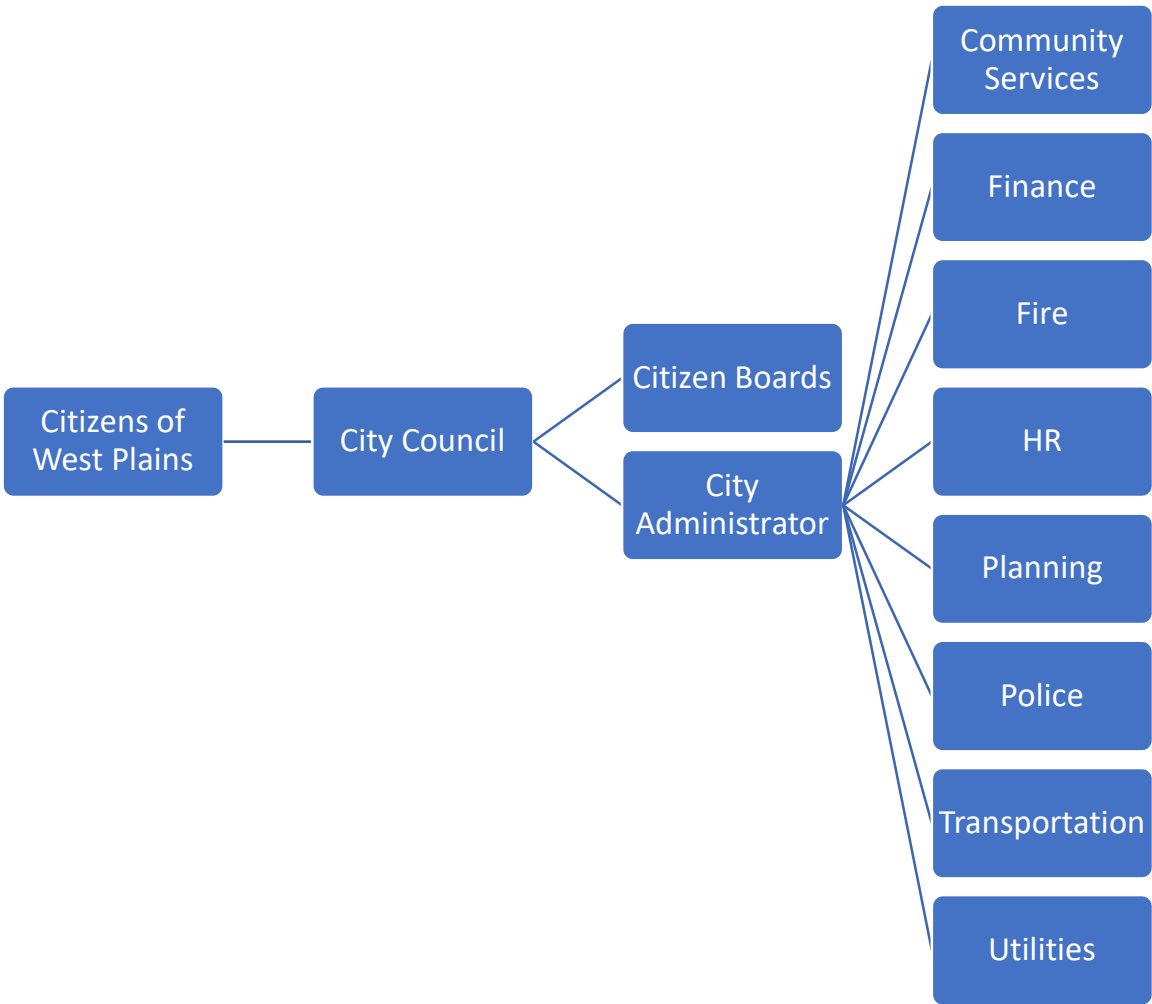 Citizens of
West Plains
City Council
Citizen Boards
City
Administrator
Community
Services
Finance
Fire
HR
Planning
Police
Transportation
Utilities